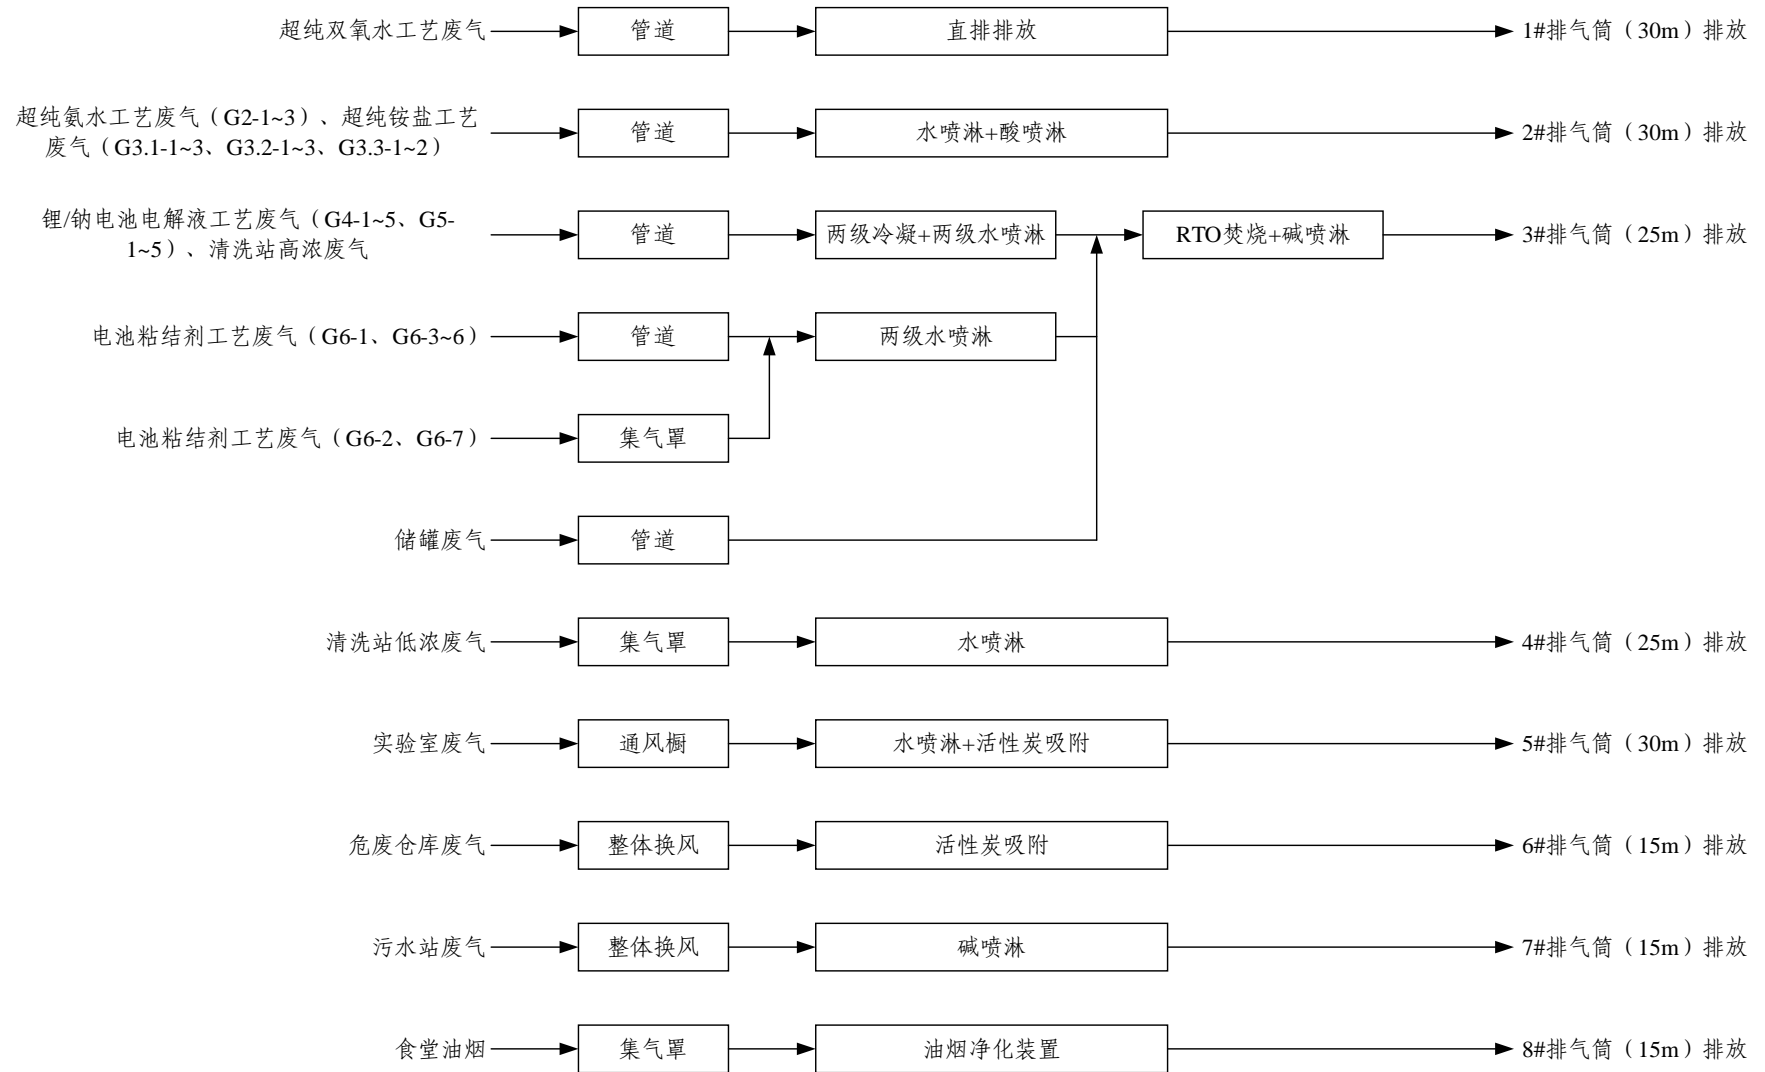 超纯双氧水工艺废气 管道 直排排放 1#排气筒（30m）排放
超纯氨水工艺废气（G2-1~3）、超纯铵盐工艺
废气（G3.1-1~3、G3.2-1~3、G3.3-1~2）
管道 水喷淋+酸喷淋 2#排气筒（30m）排放
锂/钠电池电解液工艺废气（G4-1~5、G5-
1~5）、清洗站高浓废气
管道 两级冷凝+两级水喷淋 RTO焚烧+碱喷淋 3#排气筒（25m）排放
电池粘结剂工艺废气（G6-1、G6-3~6） 管道 两级水喷淋
电池粘结剂工艺废气（G6-2、G6-7） 集气罩
储罐废气 管道
清洗站低浓废气 集气罩 水喷淋 4#排气筒（25m）排放
实验室废气 通风橱 水喷淋+活性炭吸附 5#排气筒（30m）排放
危废仓库废气 整体换风 活性炭吸附 6#排气筒（15m）排放
污水站废气 整体换风 碱喷淋 7#排气筒（15m）排放
食堂油烟 集气罩 油烟净化装置 8#排气筒（15m）排放